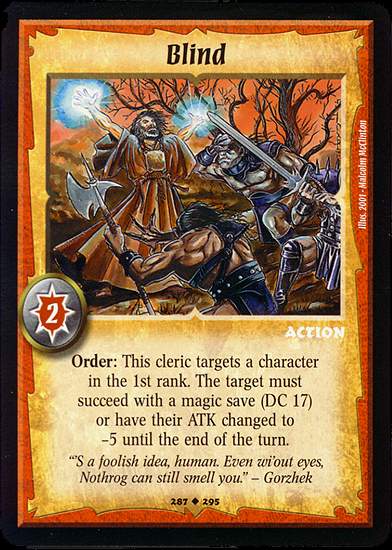 Blind
Illus. 2001 - Malcolm McClinton
ACTION
2
Order: This cleric targets a character
in the 1st rank. The target must
succeed with a magic save (DC 17)
or have their ATK changed to
–5 until the end of the turn.
“’S a foolish idea, human. Even wi’out eyes,
Nothrog can still smell you.” – Gorzhek
287 ◆ 295